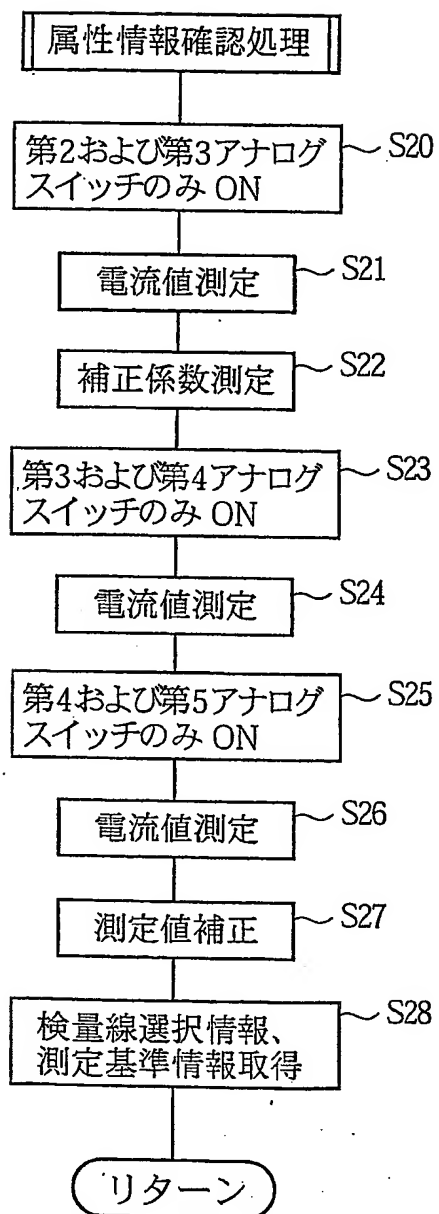 属性情報確認処理
第2および第3アナログ
スイッチのみ ON
S20
電流値測定
S21
補正係数測定
S22
第3および第4アナログ
スイッチのみ ON
S23
電流値測定
S24
第4および第5アナログ
スイッチのみ ON
S25
電流値測定
S26
測定値補正
S27
検量線選択情報、
測定基準情報取得
S28
リターン